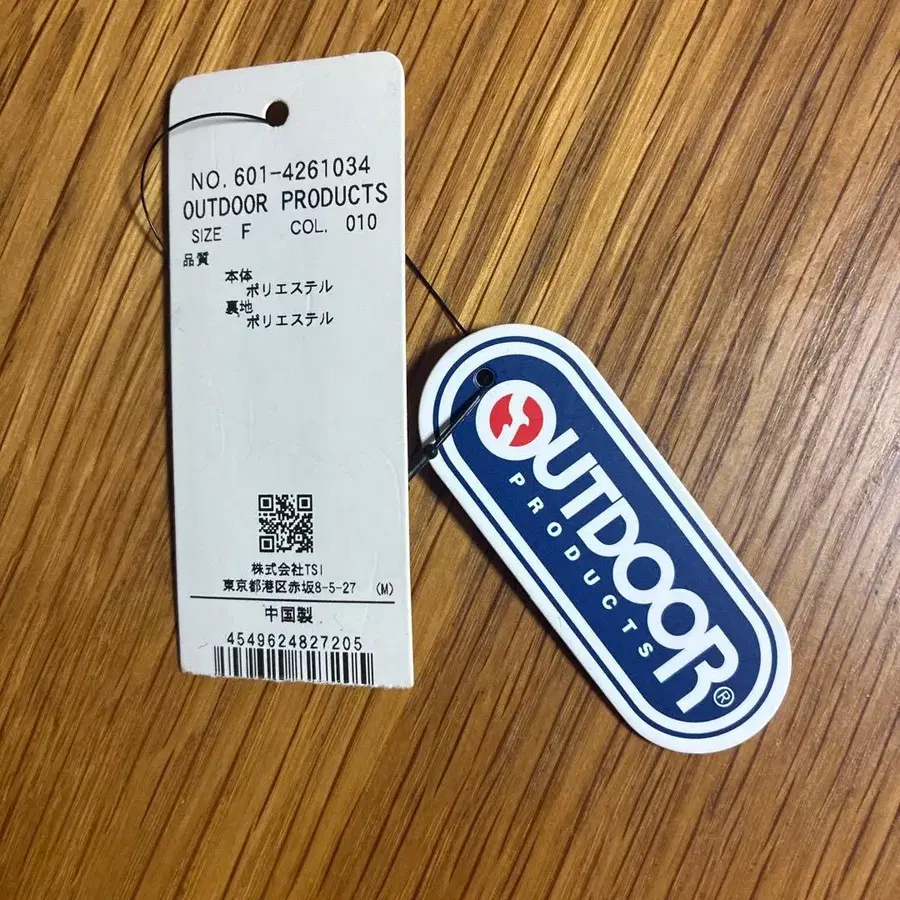 NO. 601-4261034
OUTDOOR PRODUCTS
SIZE F COL. 010
品質
本体
ポリエステル
裏地
ポリエステル
株式会社TSI
東京都港区赤坂8-5-27 (M)
中国製
4549624827205
OUTDOOR®
PRODUCTS